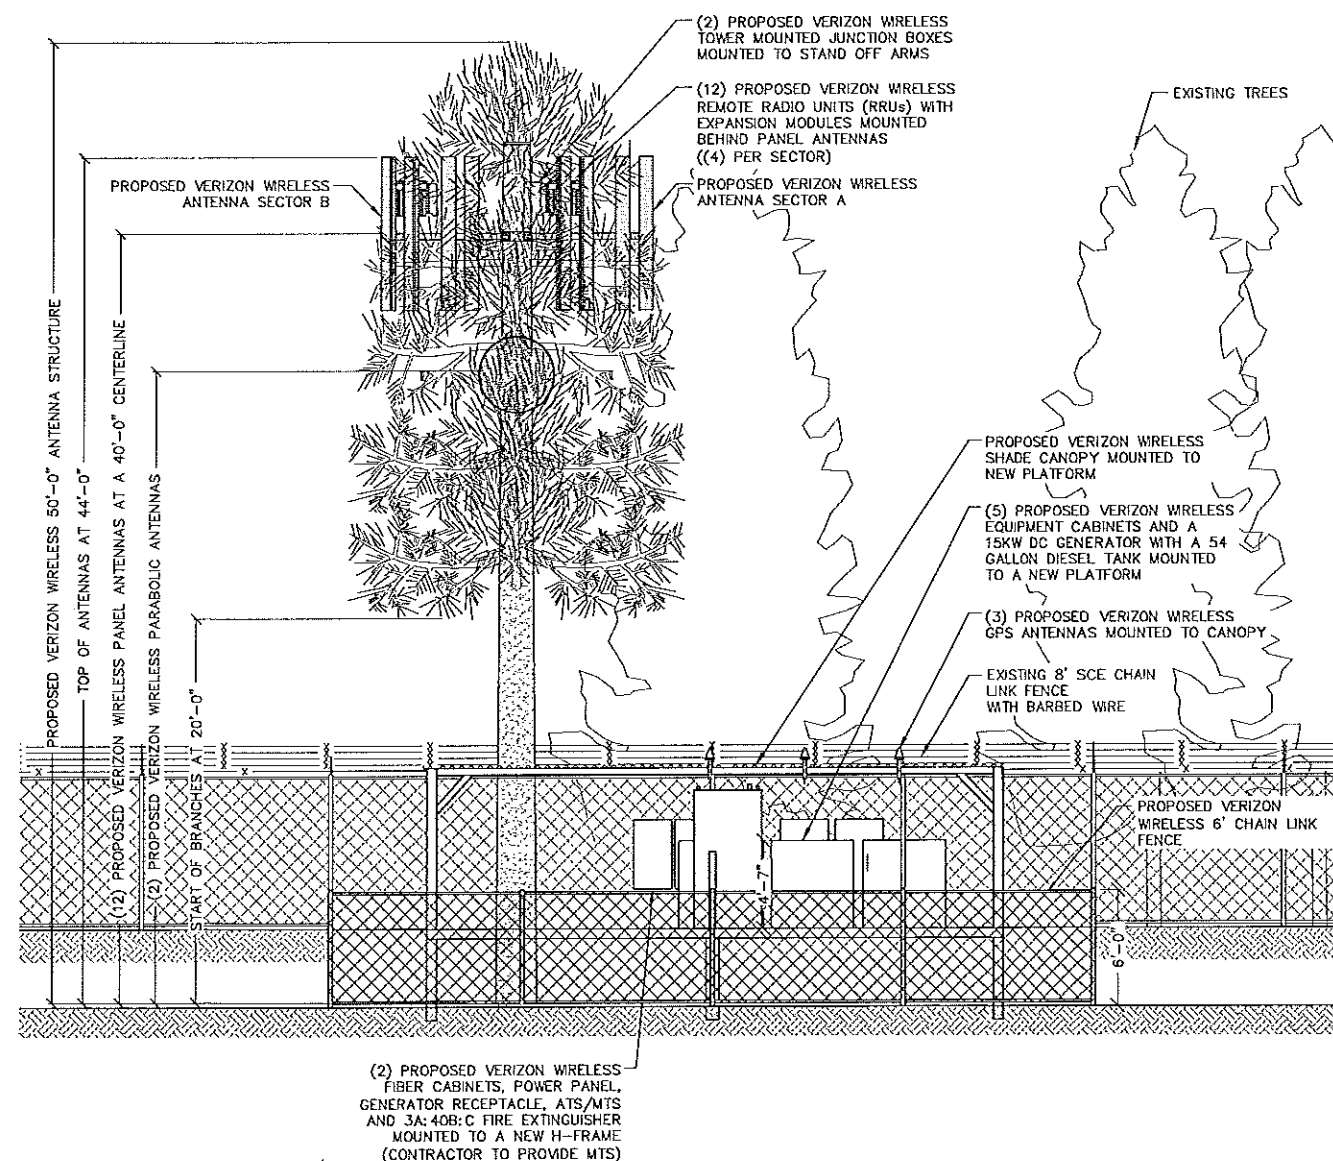 (2) PROPOSED VERIZON WIRELESS
TOWER MOUNTED JUNCTION BOXES
MOUNTED TO STAND OFF ARMS
(12) PROPOSED VERIZON WIRELESS
REMOTE RADIO UNITS (RRUs) WITH
EXPANSION MODULES MOUNTED
BEHIND PANEL ANTENNAS
((4) PER SECTOR)
EXISTING TREES
PROPOSED VERIZON WIRELESS
ANTENNA SECTOR B
PROPOSED VERIZON WIRELESS
ANTENNA SECTOR A
PROPOSED VERIZON WIRELESS 50'-0" ANTENNA STRUCTURE
TOP OF ANTENNAS AT 44'-0"
(12) PROPOSED VERIZON WIRELESS PANEL ANTENNAS AT A 40'-0" CENTERLINE
(2) PROPOSED VERIZON WIRELESS PARABOLIC ANTENNAS
START OF BRANCHES AT 20'-0"
PROPOSED VERIZON WIRELESS
SHADE CANOPY MOUNTED TO
NEW PLATFORM
(5) PROPOSED VERIZON WIRELESS
EQUIPMENT CABINETS AND A
15KW DC GENERATOR WITH A 54
GALLON DIESEL TANK MOUNTED
TO A NEW PLATFORM
(3) PROPOSED VERIZON WIRELESS
GPS ANTENNAS MOUNTED TO CANOPY
EXISTING 8' SCE CHAIN
LINK FENCE
WITH BARBED WIRE
PROPOSED VERIZON
WIRELESS 6' CHAIN LINK
FENCE
4'-7"
6'-0"
(2) PROPOSED VERIZON WIRELESS
FIBER CABINETS, POWER PANEL,
GENERATOR RECEPTACLE, ATS/MTS
AND 3A:40B:C FIRE EXTINGUISHER
MOUNTED TO A NEW H-FRAME
(CONTRACTOR TO PROVIDE MTS)